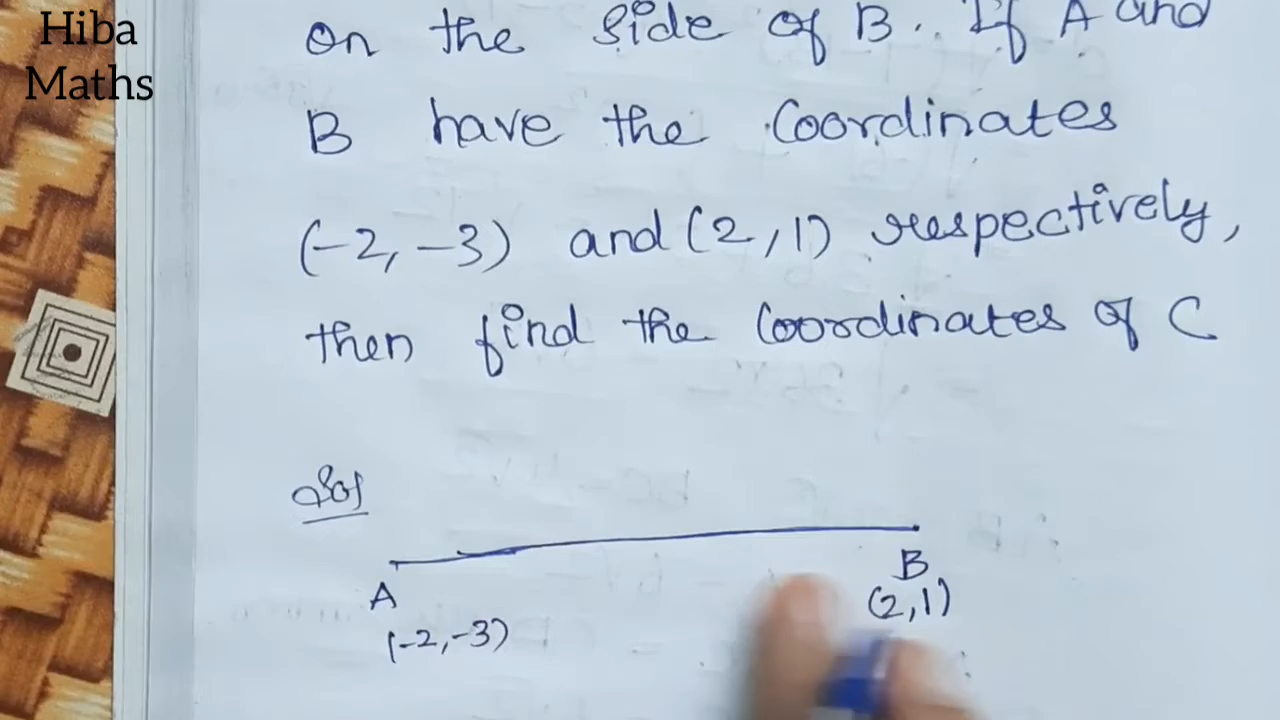 Hiba
Maths
on the side of B. If A and
B have the coordinates
(-2, -3) and (2, 1) respectively,
then find the coordinates of C
Sol
A
B
(-2, -3)
(2, 1)